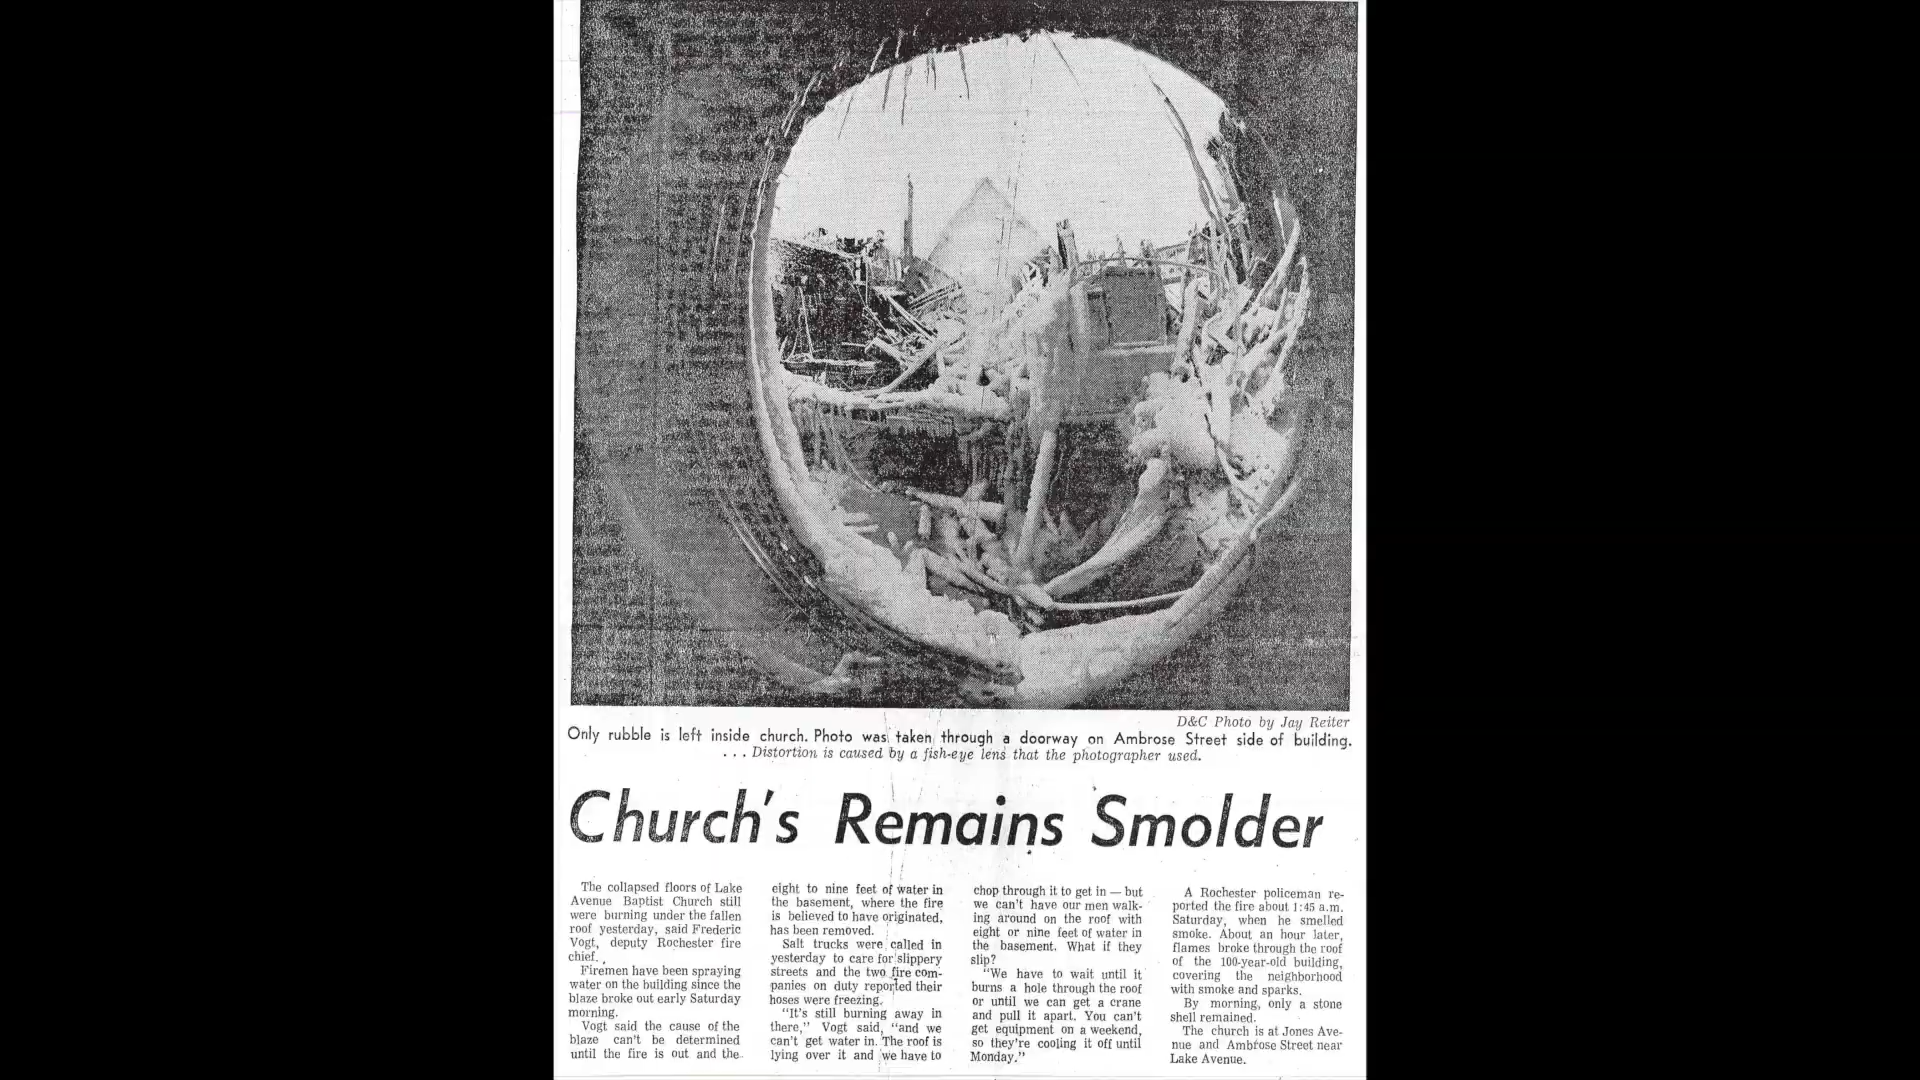 D&C Photo by Jay Reiter
Only rubble is left inside church. Photo was taken through a doorway on Ambrose Street side of building.
. . . Distortion is caused by a fish-eye lens that the photographer used.
Church's Remains Smolder
The collapsed floors of Lake
Avenue Baptist Church still
were burning under the fallen
roof yesterday, said Frederic
Vogt, deputy Rochester fire
chief.
Firemen have been spraying
water on the building since the
blaze broke out early Saturday
morning.
Vogt said the cause of the
blaze can't be determined
until the fire is out and the
eight to nine feet of water in
the basement, where the fire
is believed to have originated,
has been removed.
Salt trucks were called in
yesterday to care for slippery
streets and the two fire com-
panies on duty reported their
hoses were freezing.
"It's still burning away in
there," Vogt said, "and we
can't get water in. The roof is
lying over it and we have to
chop through it to get in — but
we can't have our men walk-
ing around on the roof with
eight or nine feet of water in
the basement. What if they
slip?
"We have to wait until it
burns a hole through the roof
or until we can get a crane
and pull it apart. You can't
get equipment on a weekend,
so they're cooling it off until
Monday."
A Rochester policeman re-
ported the fire about 1:45 a.m.
Saturday, when he smelled
smoke. About an hour later,
flames broke through the roof
of the 100-year-old building,
covering the neighborhood
with smoke and sparks.
By morning, only a stone
shell remained.
The church is at Jones Ave-
nue and Ambrose Street near
Lake Avenue.